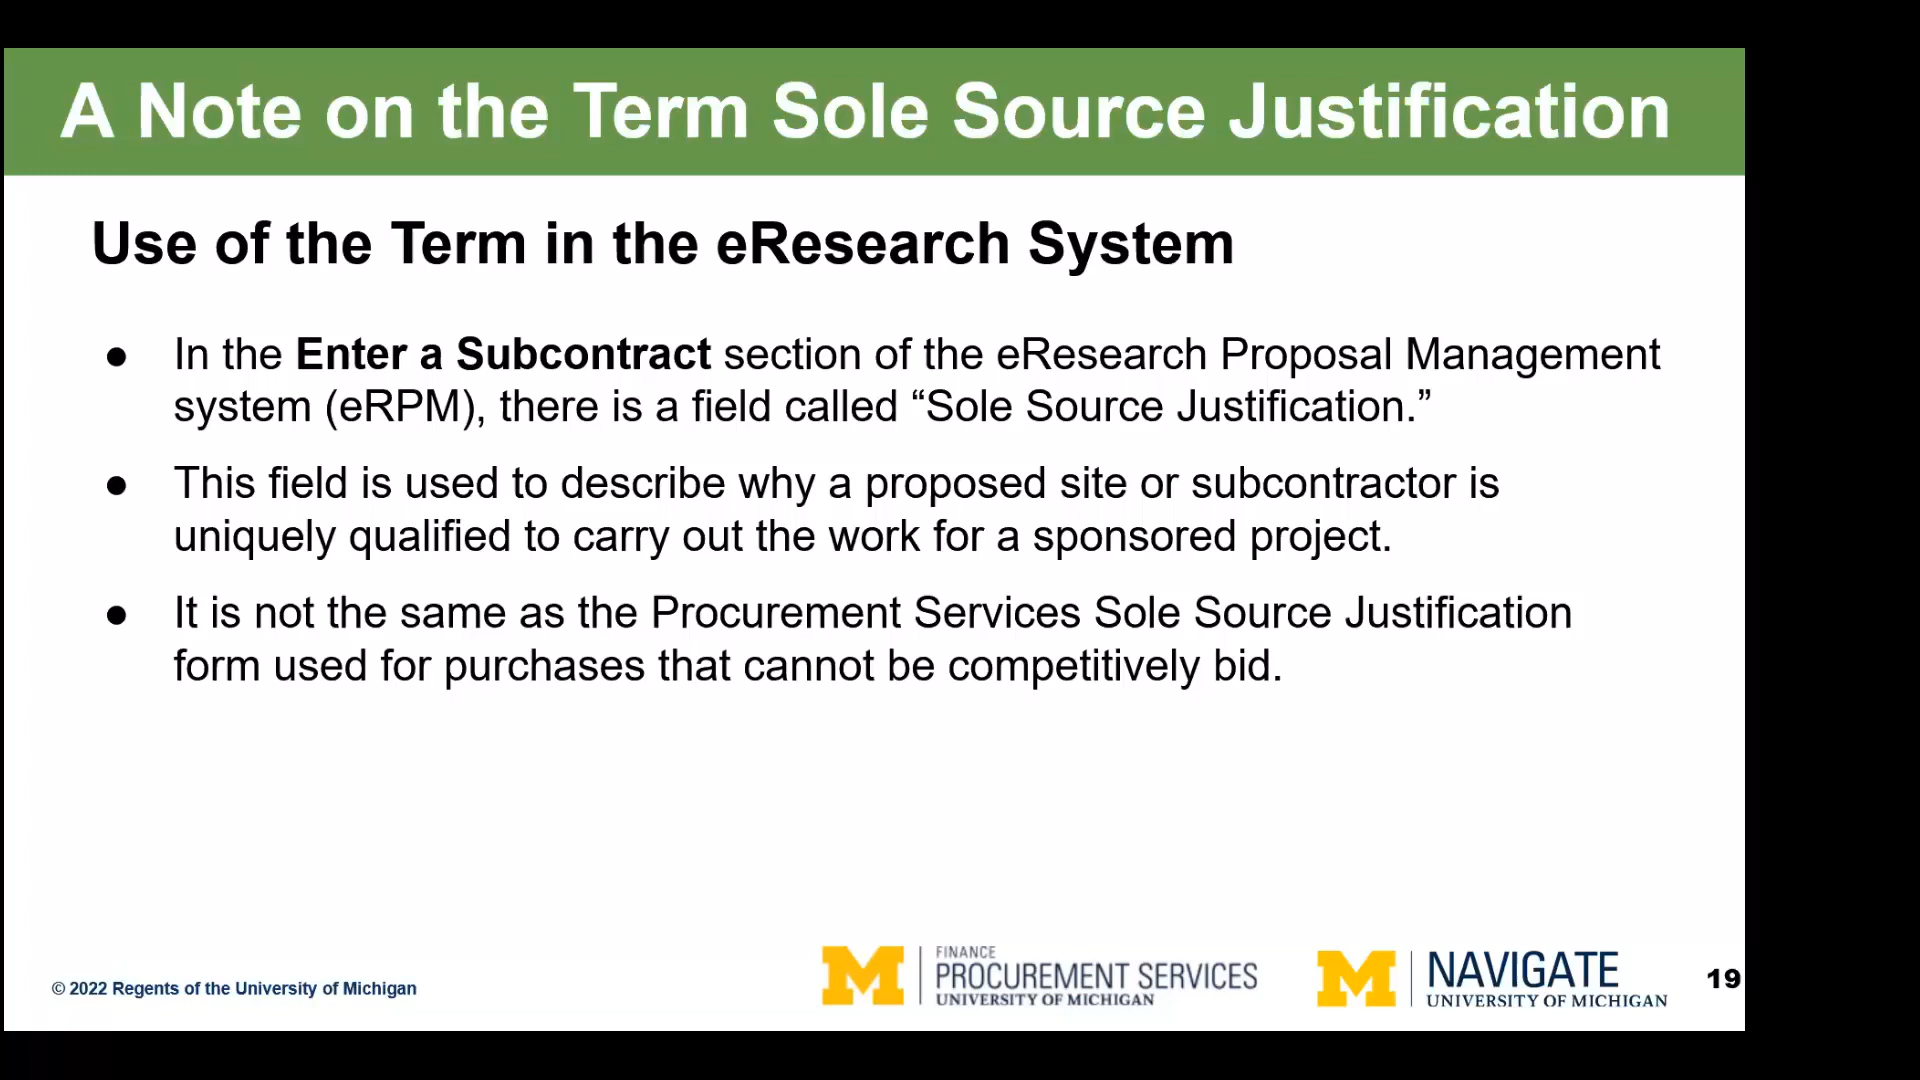 A Note on the Term Sole Source Justification
Use of the Term in the eResearch System
● In the Enter a Subcontract section of the eResearch Proposal Management
system (eRPM), there is a field called “Sole Source Justification.”
● This field is used to describe why a proposed site or subcontractor is
uniquely qualified to carry out the work for a sponsored project.
● It is not the same as the Procurement Services Sole Source Justification
form used for purchases that cannot be competitively bid.
© 2022 Regents of the University of Michigan
M
FINANCE
PROCUREMENT SERVICES
UNIVERSITY OF MICHIGAN
M
NAVIGATE
UNIVERSITY OF MICHIGAN
19